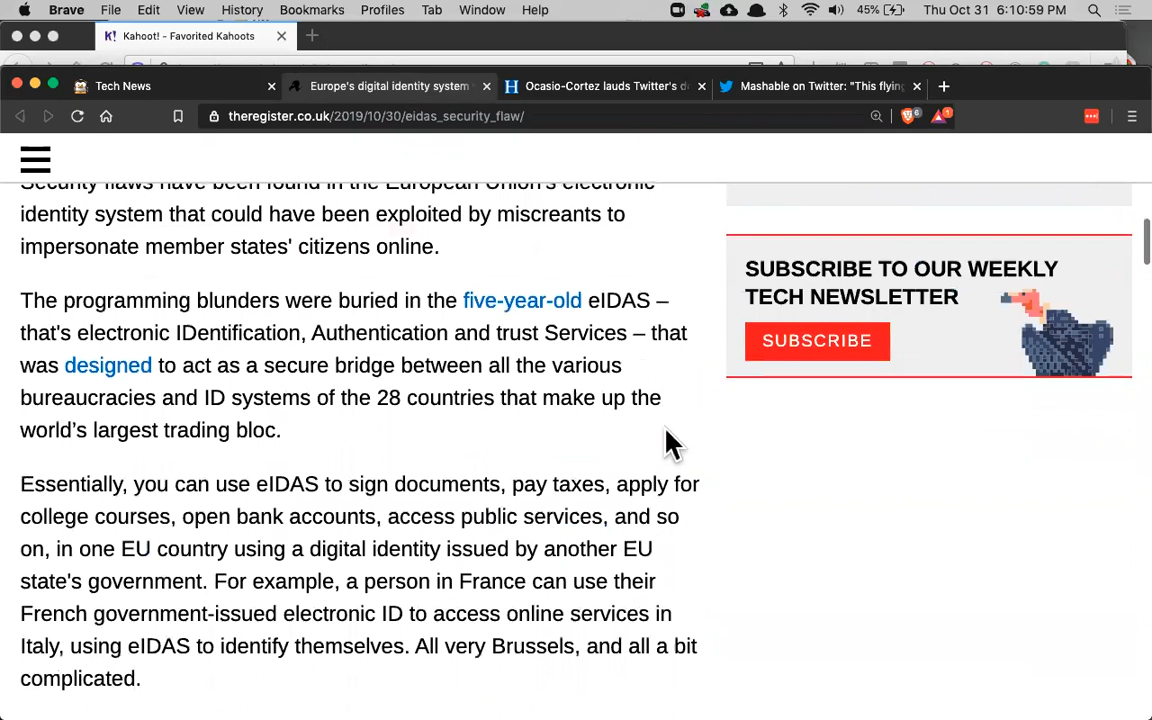 Brave File Edit View History Bookmarks Profiles Tab Window Help 45% Thu Oct 31 6:10:59 PM
K! Kahoot! - Favorited Kahoots
Tech News Europe's digital identity system Ocasio-Cortez lauds Twitter's d Mashable on Twitter: "This flying
theregister.co.uk/2019/10/30/eidas_security_flaw/ 6 1
Security flaws have been found in the European Union's electronic
identity system that could have been exploited by miscreants to
impersonate member states' citizens online.
The programming blunders were buried in the five-year-old eIDAS –
that's electronic IDentification, Authentication and trust Services – that
was designed to act as a secure bridge between all the various
bureaucracies and ID systems of the 28 countries that make up the
world’s largest trading bloc.
Essentially, you can use eIDAS to sign documents, pay taxes, apply for
college courses, open bank accounts, access public services, and so
on, in one EU country using a digital identity issued by another EU
state's government. For example, a person in France can use their
French government-issued electronic ID to access online services in
Italy, using eIDAS to identify themselves. All very Brussels, and all a bit
complicated.
SUBSCRIBE TO OUR WEEKLY
TECH NEWSLETTER
SUBSCRIBE